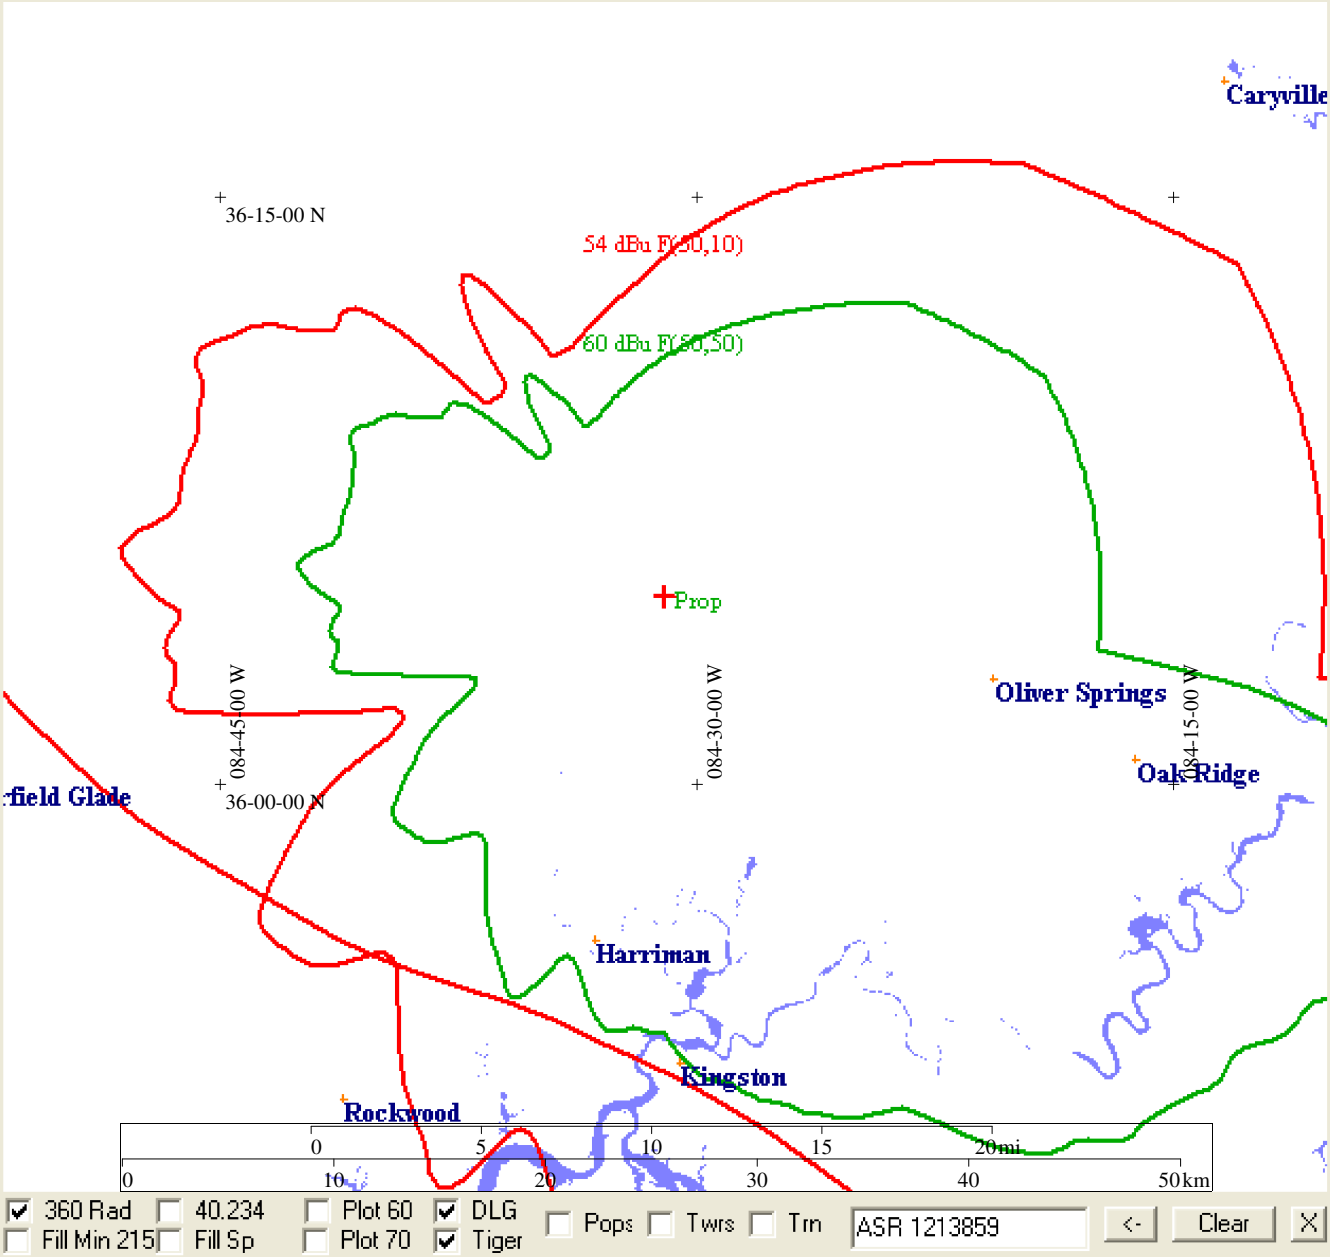 Caryville
36-15-00 N
54 dBu F(50,10)
60 dBu F(50,50)
Prop
Oliver Springs
084-45-00 W
084-30-00 W
084-15-00 W
Oak Ridge
rfield Glade
36-00-00 N
Harriman
Kingston
Rockwood
0 5 10 15 20mi
0 10 20 30 40 50km
360 Rad 40.234 Plot 60 DLG Pops Twrs Trn ASR 1213859 <- Clear X
Fill Min 215 Fill Sp Plot 70 Tiger